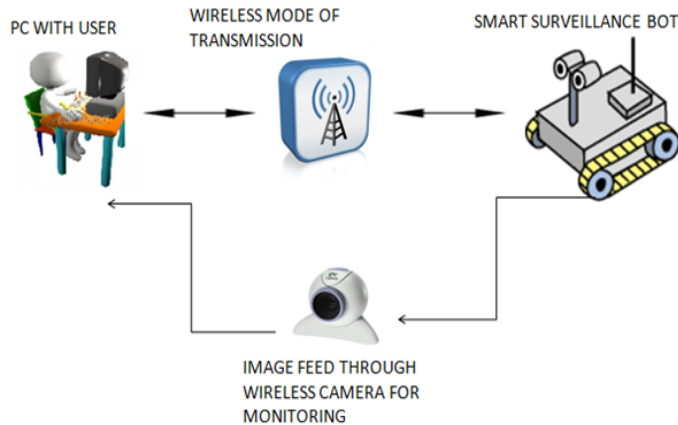 PC WITH USER
WIRELESS MODE OF
TRANSMISSION
SMART SURVEILLANCE BOT
IMAGE FEED THROUGH
WIRELESS CAMERA FOR
MONITORING